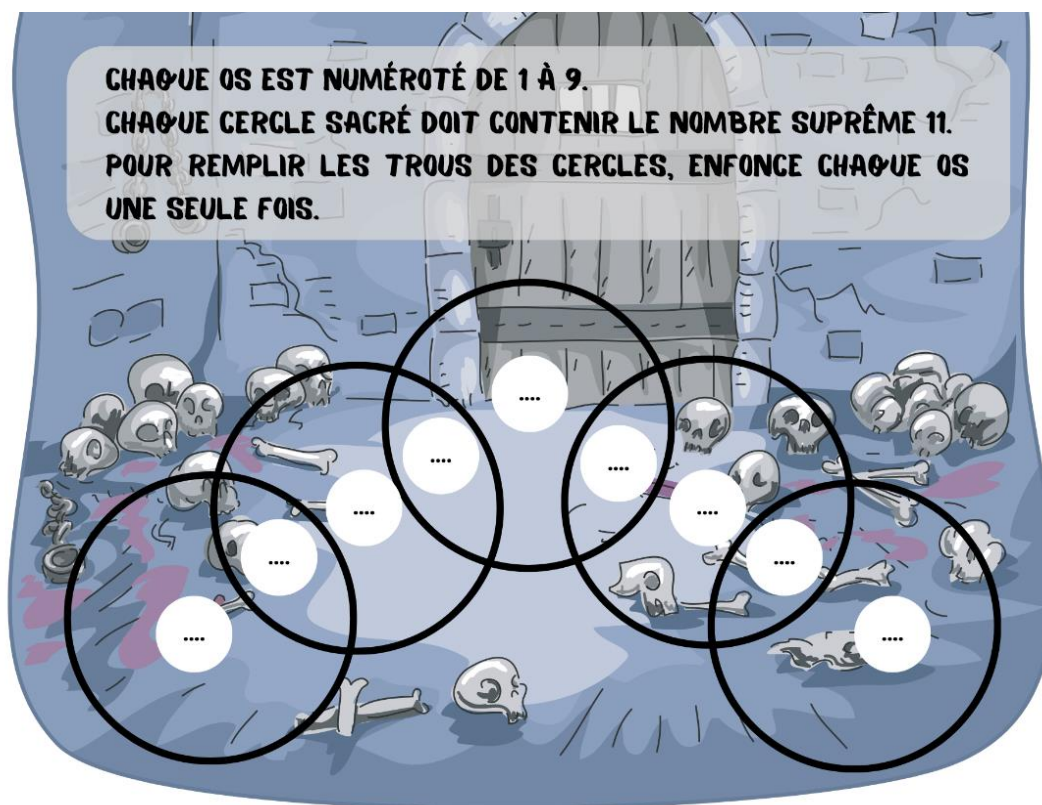 CHAQUE OS EST NUMÉROTÉ DE 1 À 9.
CHAQUE CERCLE SACRÉ DOIT CONTENIR LE NOMBRE SUPRÊME 11.
POUR REMPLIR LES TROUS DES CERCLES, ENFONCE CHAQUE OS
UNE SEULE FOIS.
....
....
....
....
....
....
....
....
....